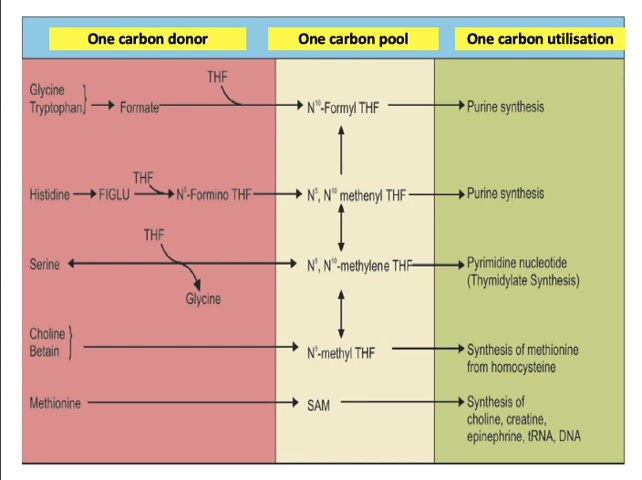 One carbon donor
One carbon pool
One carbon utilisation
Glycine
Tryptophan
Formate
THF
N¹⁰-Formyl THF
Purine synthesis
Histidine
FIGLU
THF
N⁵-Formino THF
N⁵, N¹⁰ methenyl THF
Purine synthesis
Serine
THF
Glycine
N⁵, N¹⁰-methylene THF
Pyrimidine nucleotide
(Thymidylate Synthesis)
Choline
Betain
N⁵-methyl THF
Synthesis of methionine
from homocysteine
Methionine
SAM
Synthesis of
choline, creatine,
epinephrine, tRNA, DNA